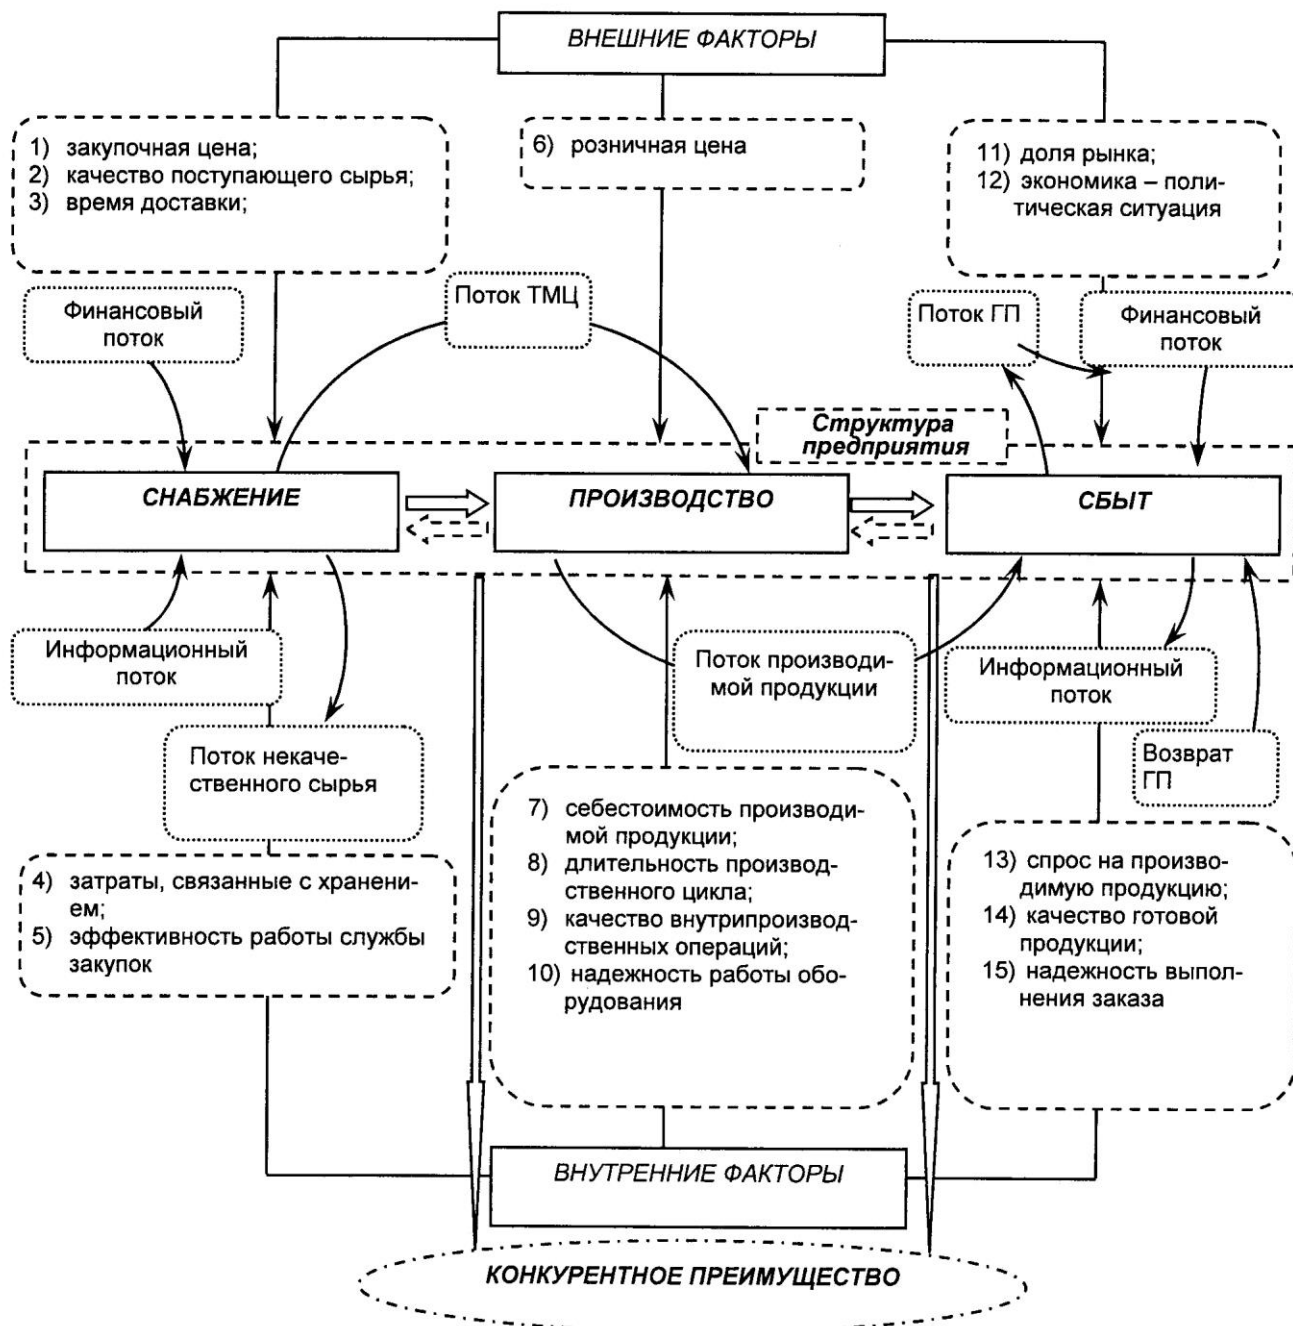 ВНЕШНИЕ ФАКТОРЫ
1) закупочная цена;
2) качество поступающего сырья;
3) время доставки;
6) розничная цена
11) доля рынка;
12) экономика – поли-
тическая ситуация
Финансовый
поток
Поток ТМЦ
Поток ГП
Финансовый
поток
Структура
предприятия
СНАБЖЕНИЕ
ПРОИЗВОДСТВО
СБЫТ
Информационный
поток
Поток некаче-
ственного сырья
Поток производи-
мой продукции
Информационный
поток
Возврат
ГП
4) затраты, связанные с хранени-
ем;
5) эффективность работы службы
закупок
7) себестоимость производи-
мой продукции;
8) длительность производ-
ственного цикла;
9) качество внутрипроизвод-
ственных операций;
10) надежность работы обо-
рудования
13) спрос на произво-
димую продукцию;
14) качество готовой
продукции;
15) надежность выпол-
нения заказа
ВНУТРЕННИЕ ФАКТОРЫ
КОНКУРЕНТНОЕ ПРЕИМУЩЕСТВО